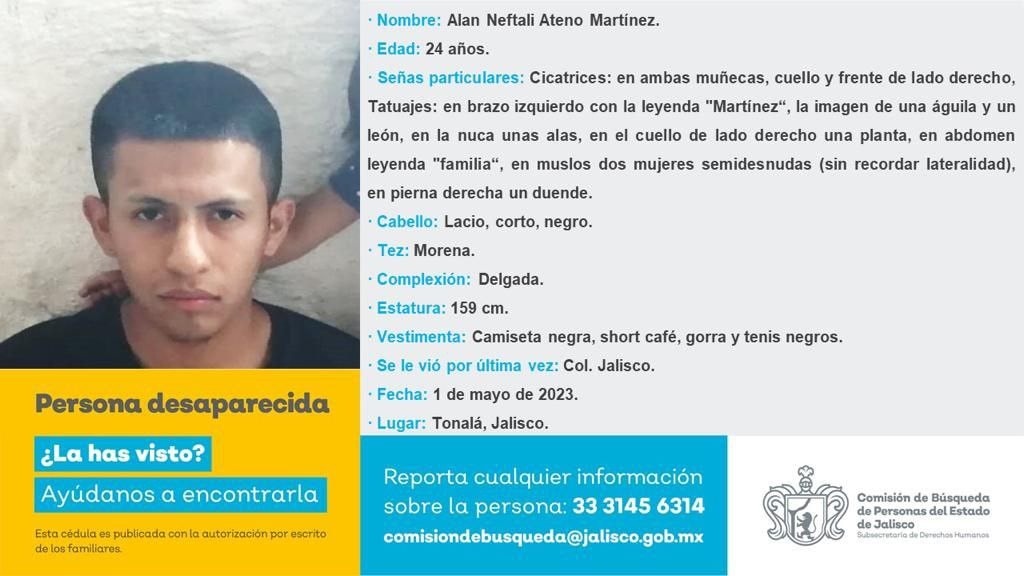 · Nombre: Alan Neftali Ateno Martínez.
· Edad: 24 años.
· Señas particulares: Cicatrices: en ambas muñecas, cuello y frente de lado derecho,
Tatuajes: en brazo izquierdo con la leyenda "Martínez“, la imagen de una águila y un
león, en la nuca unas alas, en el cuello de lado derecho una planta, en abdomen
leyenda "familia“, en muslos dos mujeres semidesnudas (sin recordar lateralidad),
en pierna derecha un duende.
· Cabello: Lacio, corto, negro.
· Tez: Morena.
· Complexión: Delgada.
· Estatura: 159 cm.
· Vestimenta: Camiseta negra, short café, gorra y tenis negros.
· Se le vió por última vez: Col. Jalisco.
· Fecha: 1 de mayo de 2023.
· Lugar: Tonalá, Jalisco.
Persona desaparecida
¿La has visto?
Ayúdanos a encontrarla
Esta cédula es publicada con la autorización por escrito
de los familiares.
Reporta cualquier información
sobre la persona: 33 3145 6314
comisiondebusqueda@jalisco.gob.mx
Comisión de Búsqueda
de Personas del Estado
de Jalisco
Subsecretaría de Derechos Humanos